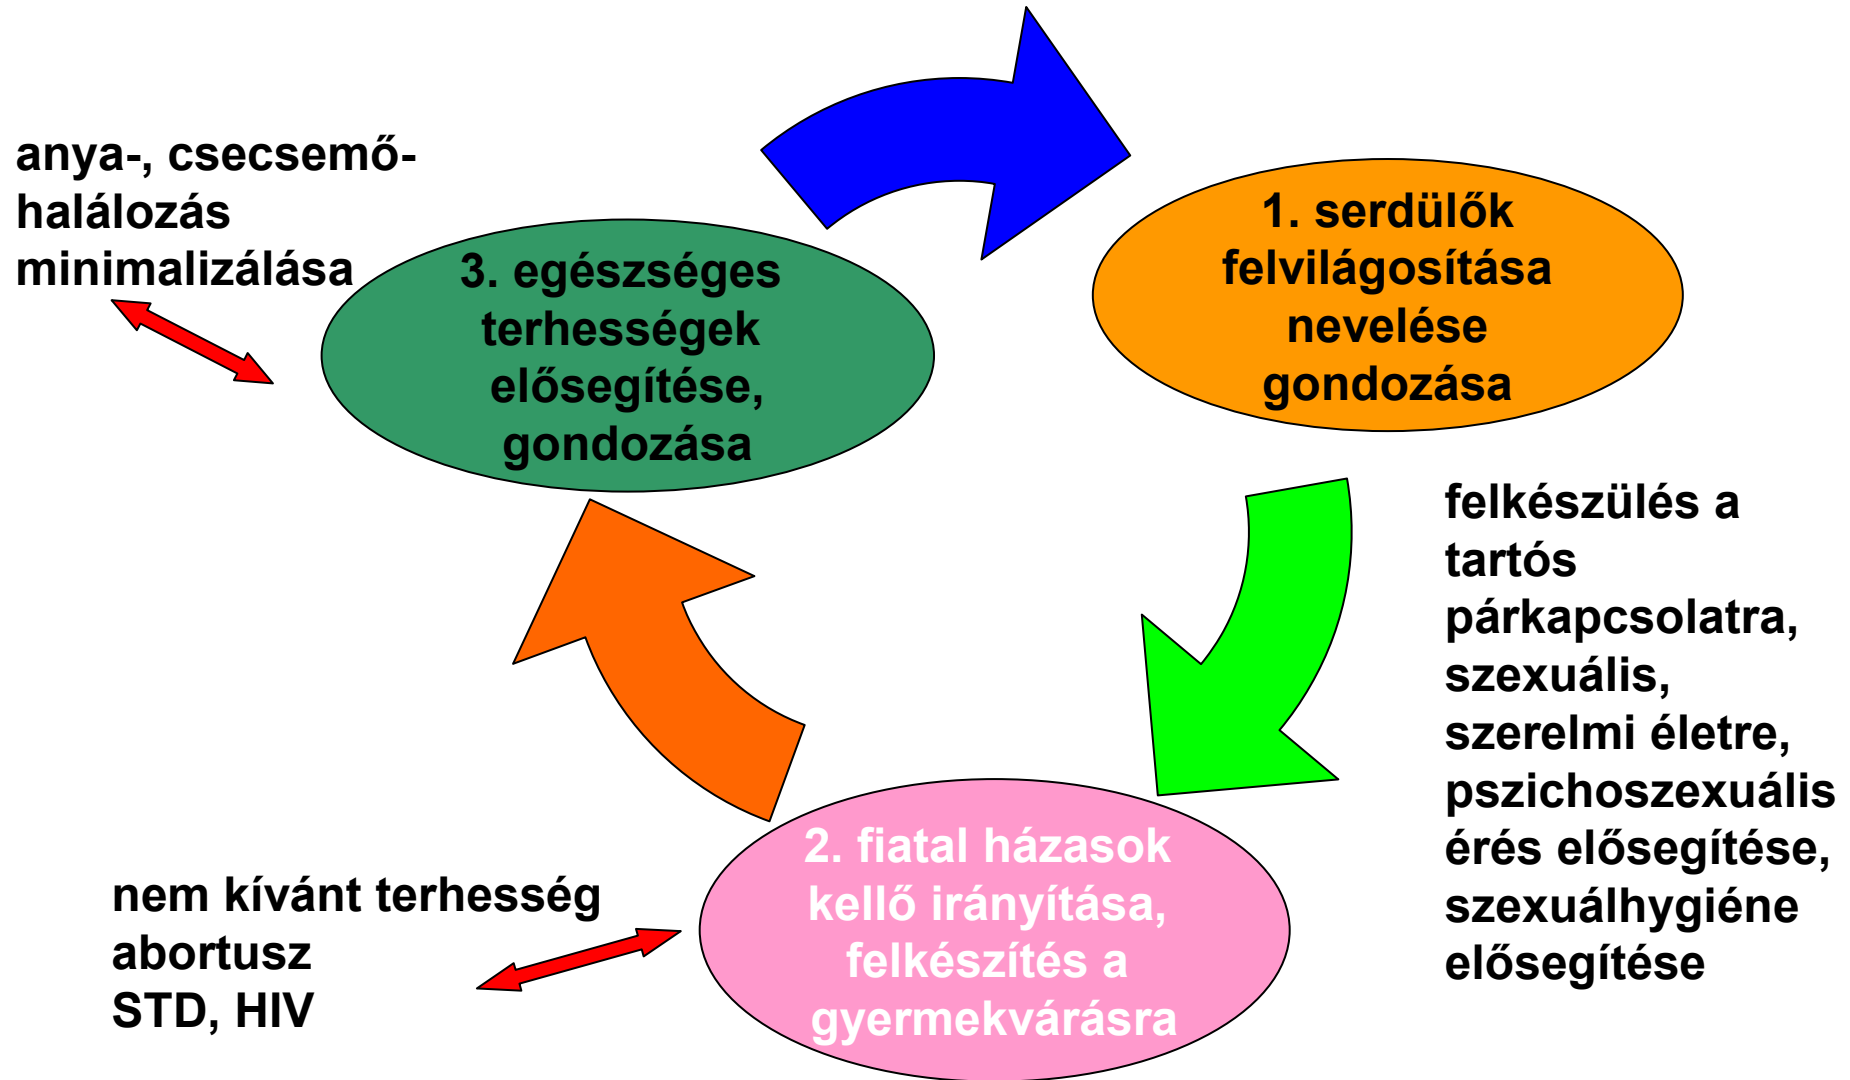 anya-, csecsemő-
halálozás
minimalizálása
3. egészséges
terhességek
elősegítése,
gondozása
1. serdülők
felvilágosítása
nevelése
gondozása
felkészülés a
tartós
párkapcsolatra,
szexuális,
szerelmi életre,
pszichoszexuális
érés elősegítése,
szexuálhygiéne
elősegítése
2. fiatal házasok
kellő irányítása,
felkészítés a
gyermekvárásra
nem kívánt terhesség
abortusz
STD, HIV